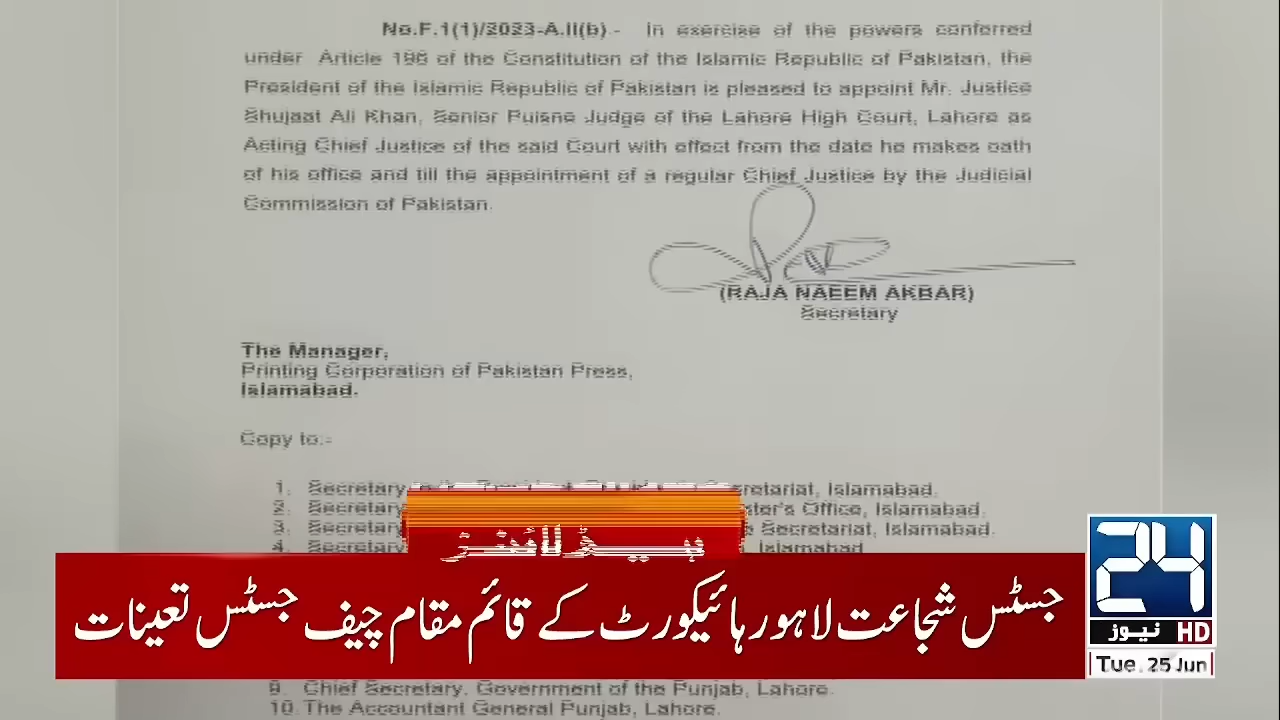 No.F.1(1)/2023-A.II(b).- In exercise of the powers conferred
under Article 196 of the Constitution of the Islamic Republic of Pakistan, the
President of the Islamic Republic of Pakistan is pleased to appoint Mr. Justice
Shujaat Ali Khan, Senior Puisne Judge of the Lahore High Court, Lahore as
Acting Chief Justice of the said Court with effect from the date he makes oath
of his office and till the appointment of a regular Chief Justice by the Judicial
Commission of Pakistan.
(RAJA NAEEM AKBAR)
Secretary
The Manager,
Printing Corporation of Pakistan Press,
Islamabad.
Copy to:-
1. Secretary Secretariat, Islamabad.
2. Secretary Office, Islamabad.
3. Secretary Secretariat, Islamabad.
4. Secretary Islamabad
ہیڈلائنز
جسٹس شجاعت لاہور ہائیکورٹ کے قائم مقام چیف جسٹس تعینات
24
نیوز HD
Tue. 25 Jun
9. Chief Secretary. Government of the Punjab, Lahore.
10. The Accountant General Punjab, Lahore.